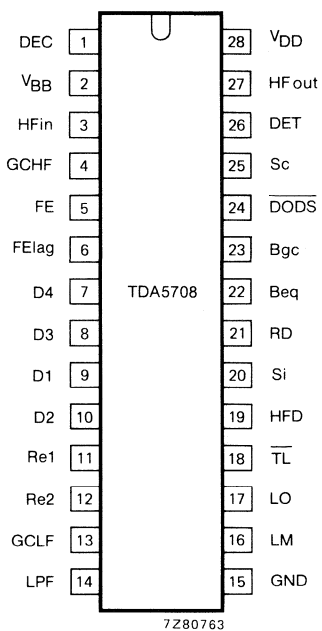 DEC 1 28 VDD
VBB 2 27 HFout
HFin 3 26 DET
GCHF 4 25 Sc
FE 5 24 D̅O̅D̅S̅
FElag 6 23 Bgc
D4 7 TDA5708 22 Beq
D3 8 21 RD
D1 9 20 Si
D2 10 19 HFD
Re1 11 18 T̅L̅
Re2 12 17 LO
GCLF 13 16 LM
LPF 14 15 GND
7Z80763